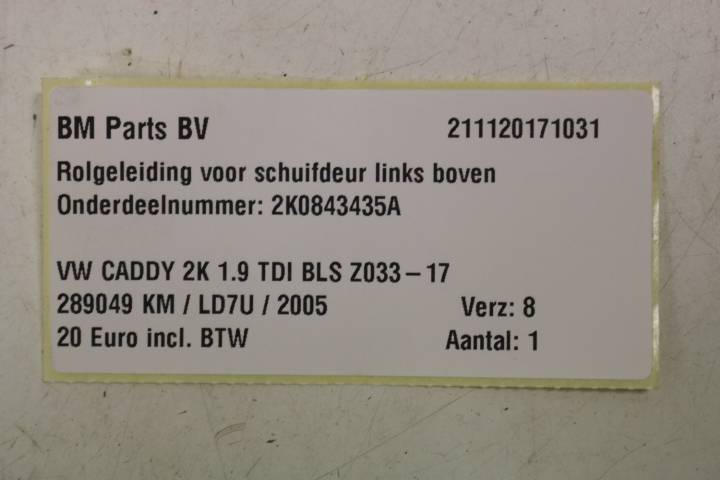 BM Parts BV 211120171031
Rolgeleiding voor schuifdeur links boven
Onderdeelnummer: 2K0843435A
VW CADDY 2K 1.9 TDI BLS Z033-17
289049 KM / LD7U / 2005 Verz: 8
20 Euro incl. BTW Aantal: 1